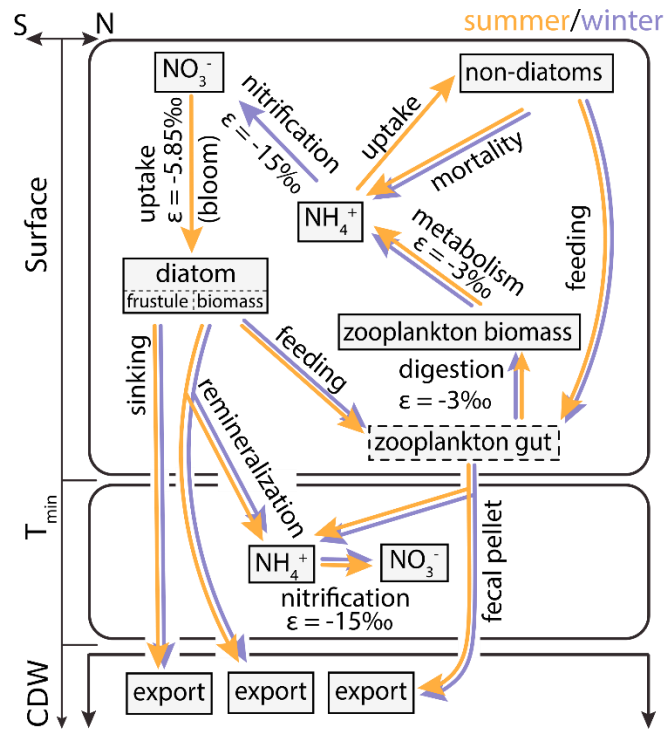 summer/winter
S N
NO₃⁻
non-diatoms
nitrification
ε = -15‰
uptake
uptake
ε = -5.85‰
(bloom)
mortality
NH₄⁺
metabolism
ε = -3‰
feeding
Surface
diatom
frustule biomass
zooplankton biomass
feeding
digestion
ε = -3‰
sinking
remineralization
zooplankton gut
Tmin
NH₄⁺
NO₃⁻
nitrification
ε = -15‰
fecal pellet
CDW
export
export
export